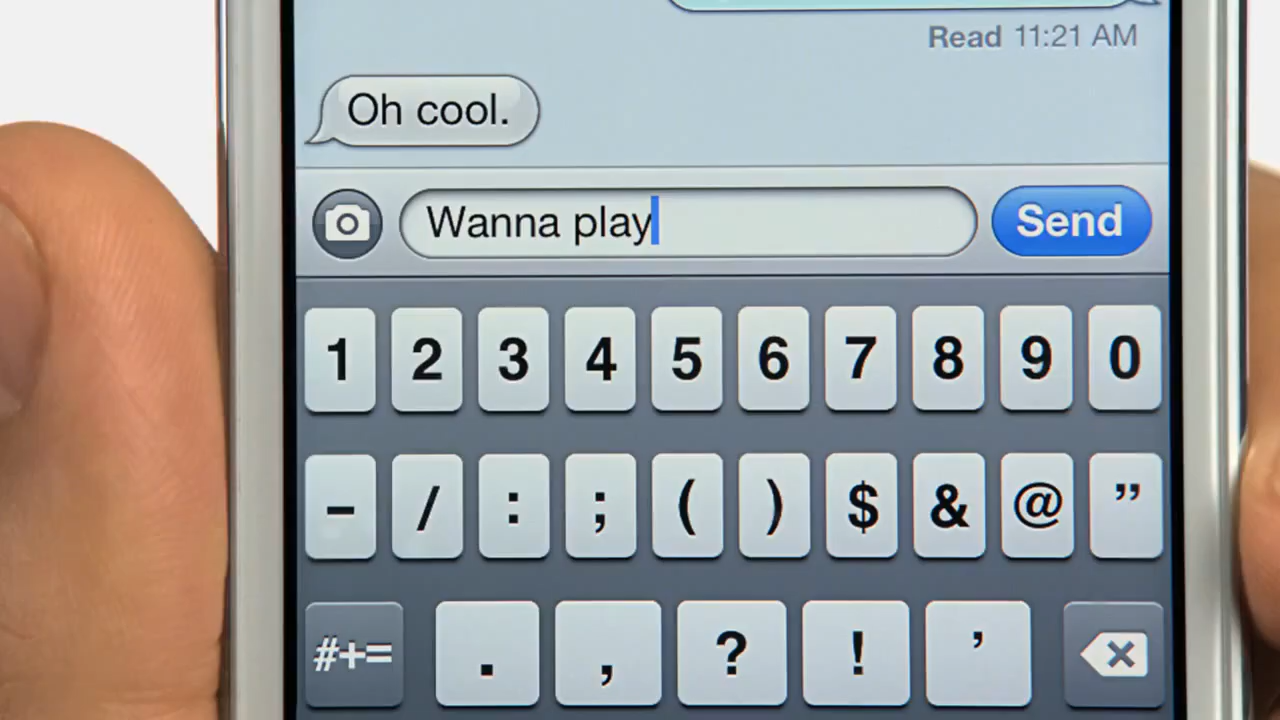 Read 11:21 AM
Oh cool.
Wanna play
Send
1 2 3 4 5 6 7 8 9 0
- / : ; ( ) $ & @ ”
#+= . , ? ! ’